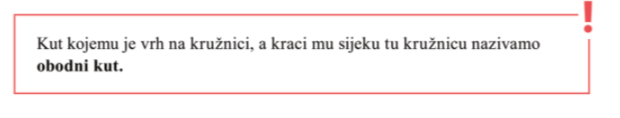 Kut kojemu je vrh na kružnici, a kraci mu sijeku tu kružnicu nazivamo
obodni kut.